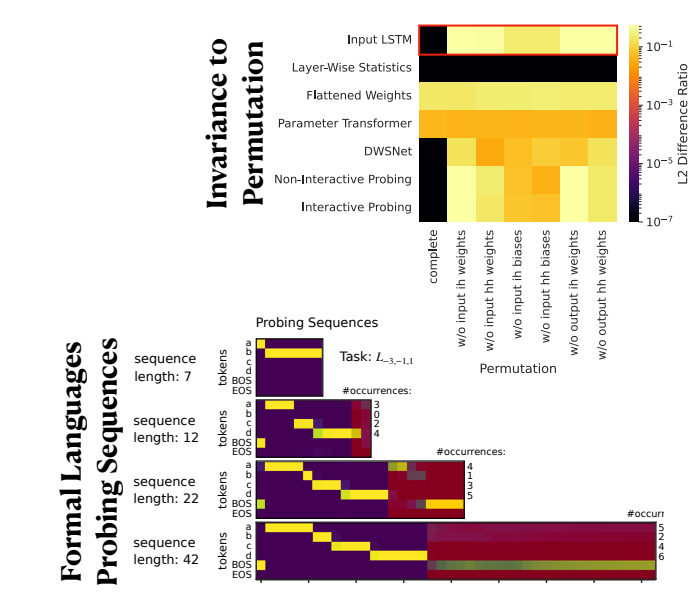 Invariance to
Permutation
Input LSTM
Layer-Wise Statistics
Flattened Weights
Parameter Transformer
DWSNet
Non-Interactive Probing
Interactive Probing
10⁻¹
10⁻³
10⁻⁵
10⁻⁷
L2 Difference Ratio
complete
w/o input ih weights
w/o input hh weights
w/o input ih biases
w/o input hh biases
w/o output ih weights
w/o output hh weights
Permutation
Formal Languages
Probing Sequences
Probing Sequences
Task: L₋₃,₋₁,₁
sequence
length: 7
tokens
a
b
c
d
BOS
EOS
#occurrences:
sequence
length: 12
tokens
a 3
b 0
c 2
d 4
BOS
EOS
#occurrences:
sequence
length: 22
tokens
a 4
b 1
c 3
d 5
BOS
EOS
#occurr
sequence
length: 42
tokens
a 5
b 2
c 4
d 6
BOS
EOS